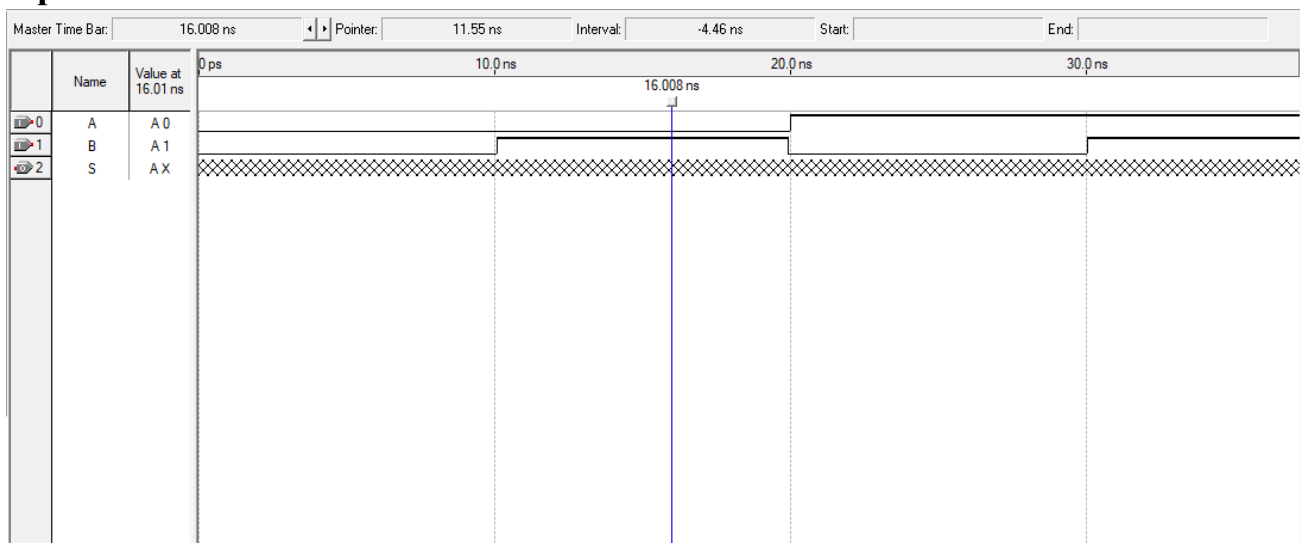 Master Time Bar: 16.008 ns Pointer: 11.55 ns Interval: -4.46 ns Start: End:
Name Value at 16.01 ns
0 ps 10.0 ns 20.0 ns 30.0 ns
16.008 ns
0 A A 0
1 B A 1
2 S A X